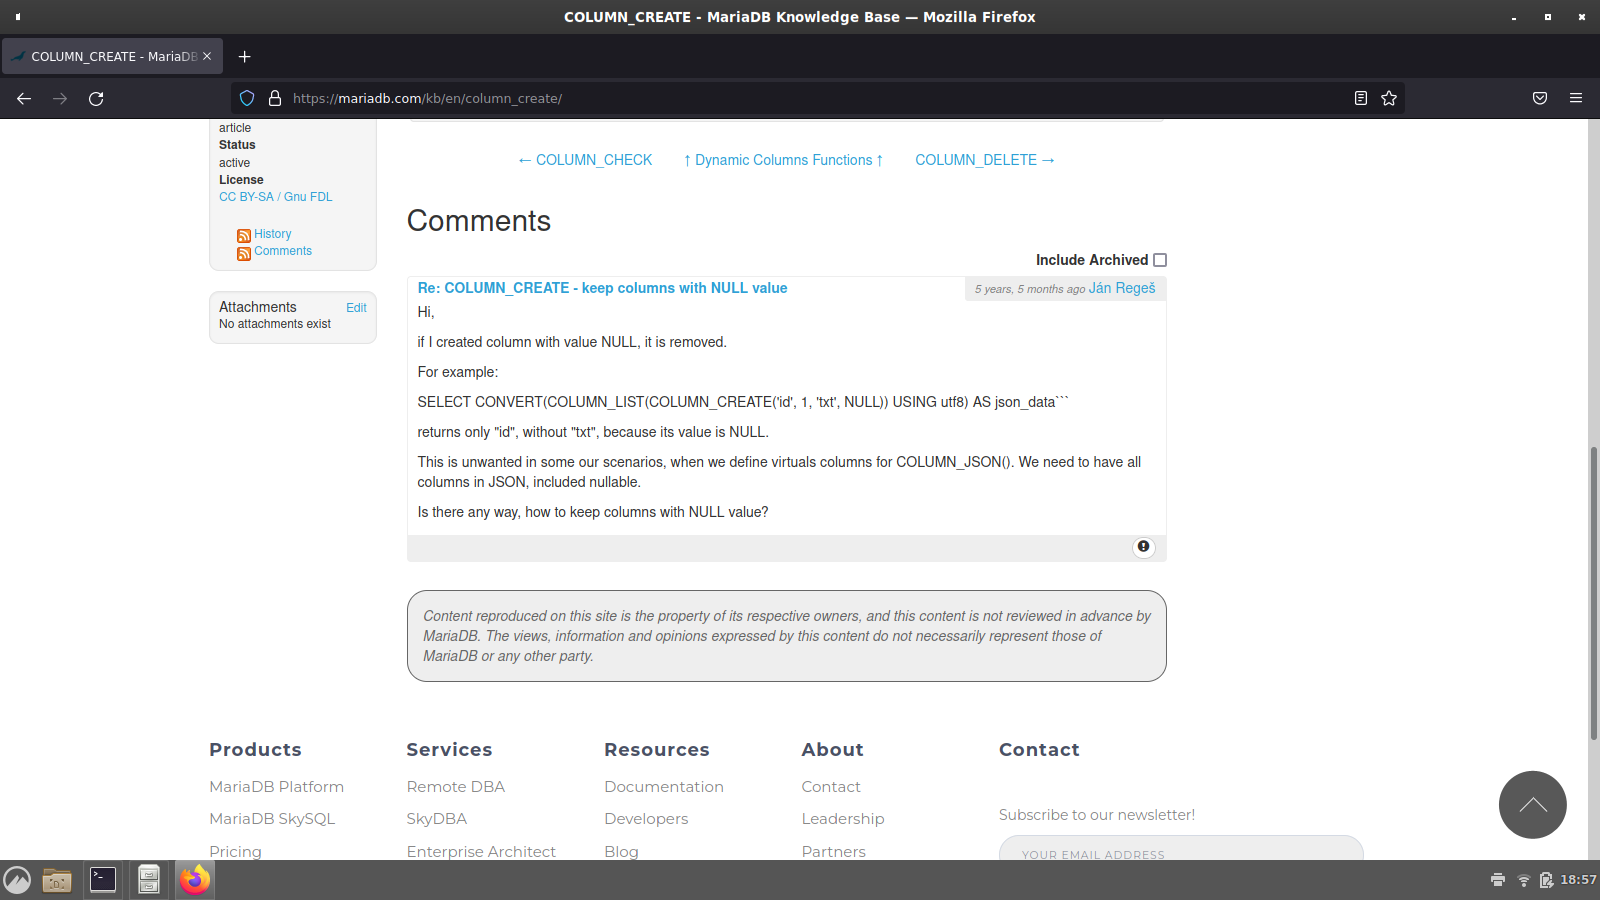 COLUMN_CREATE - MariaDB Knowledge Base — Mozilla Firefox
COLUMN_CREATE - MariaDB
https://mariadb.com/kb/en/column_create/
article
Status
active
License
CC BY-SA / Gnu FDL
History
Comments
Attachments Edit
No attachments exist
← COLUMN_CHECK ↑ Dynamic Columns Functions ↑ COLUMN_DELETE →
Comments
Include Archived
Re: COLUMN_CREATE - keep columns with NULL value
5 years, 5 months ago Ján Regeš
Hi,
if I created column with value NULL, it is removed.
For example:
SELECT CONVERT(COLUMN_LIST(COLUMN_CREATE('id', 1, 'txt', NULL)) USING utf8) AS json_data```
returns only "id", without "txt", because its value is NULL.
This is unwanted in some our scenarios, when we define virtuals columns for COLUMN_JSON(). We need to have all
columns in JSON, included nullable.
Is there any way, how to keep columns with NULL value?
Content reproduced on this site is the property of its respective owners, and this content is not reviewed in advance by
MariaDB. The views, information and opinions expressed by this content do not necessarily represent those of
MariaDB or any other party.
Products
MariaDB Platform
MariaDB SkySQL
Pricing
Services
Remote DBA
SkyDBA
Enterprise Architect
Resources
Documentation
Developers
Blog
About
Contact
Leadership
Partners
Contact
Subscribe to our newsletter!
YOUR EMAIL ADDRESS
18:57